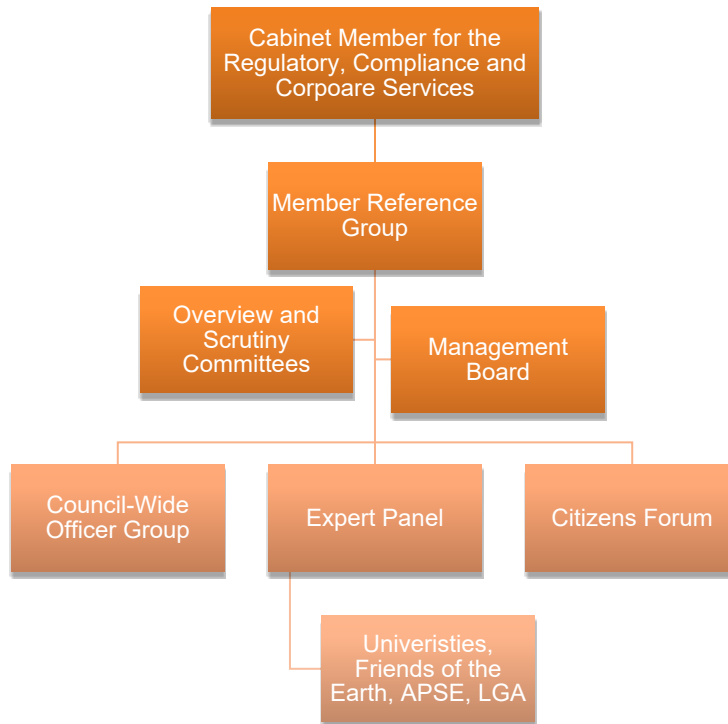 Cabinet Member for the
Regulatory, Compliance and
Corpoare Services
Member Reference
Group
Overview and
Scrutiny
Committees
Management
Board
Council-Wide
Officer Group
Expert Panel
Citizens Forum
Univeristies,
Friends of the
Earth, APSE, LGA